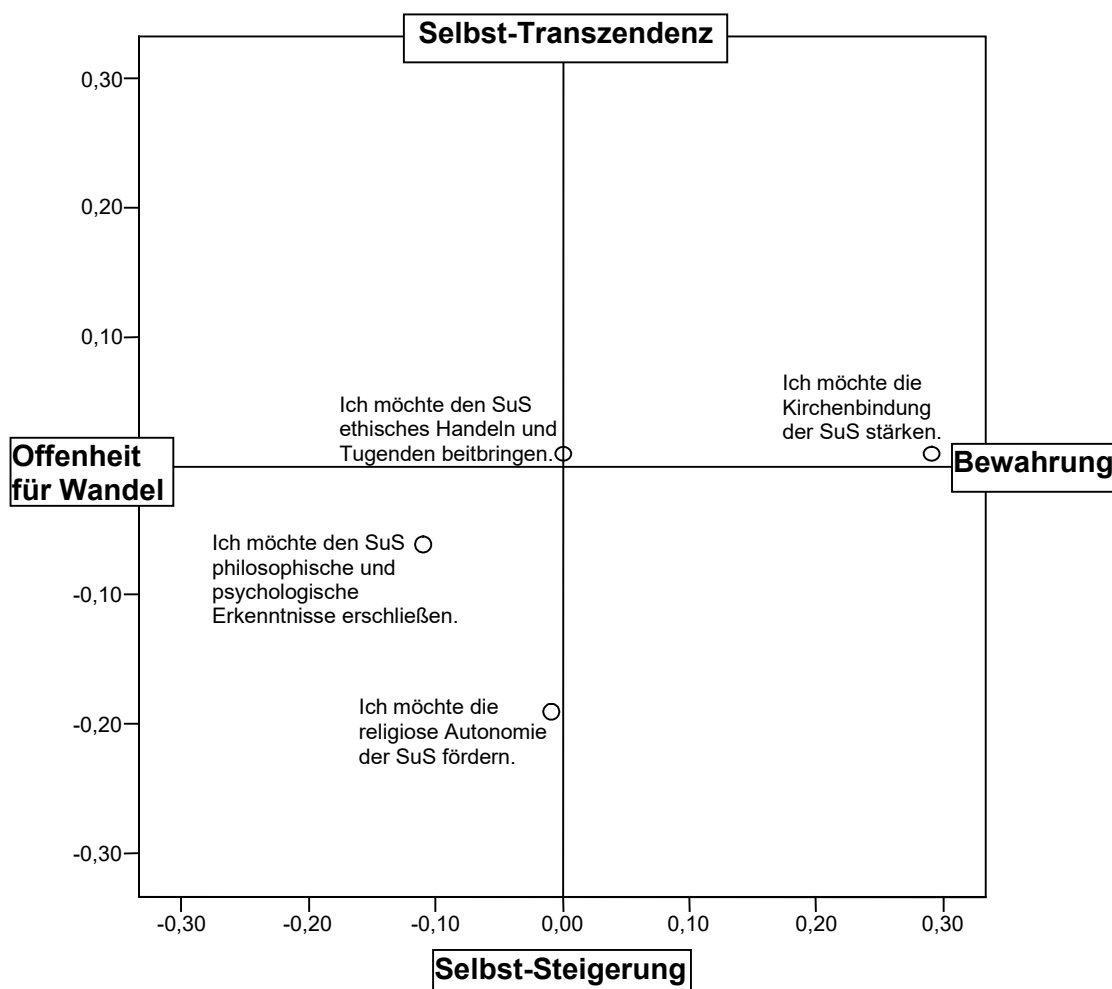 Selbst-Transzendenz
0,30
0,20
0,10
Ich möchte die
Kirchenbindung
der SuS stärken.
Ich möchte den SuS
ethisches Handeln und
Tugenden beitbringen.
Offenheit
für Wandel
Bewahrung
Ich möchte den SuS
philosophische und
psychologische
Erkenntnisse erschließen.
-0,10
Ich möchte die
religiose Autonomie
der SuS fördern.
-0,20
-0,30
-0,30
-0,20
-0,10
0,00
0,10
0,20
0,30
Selbst-Steigerung